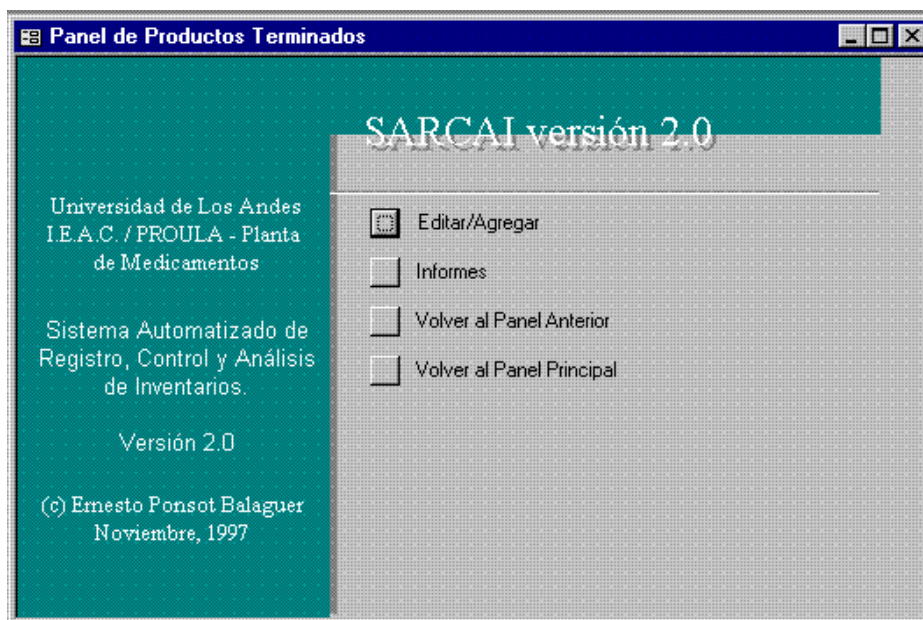 Panel de Productos Terminados
SARCAI versión 2.0
Universidad de Los Andes
I.E.A.C. / PROULA - Planta
de Medicamentos
Sistema Automatizado de
Registro, Control y Análisis
de Inventarios.
Versión 2.0
(c) Ernesto Ponsot Balaguer
Noviembre, 1997
Editar/Agregar
Informes
Volver al Panel Anterior
Volver al Panel Principal